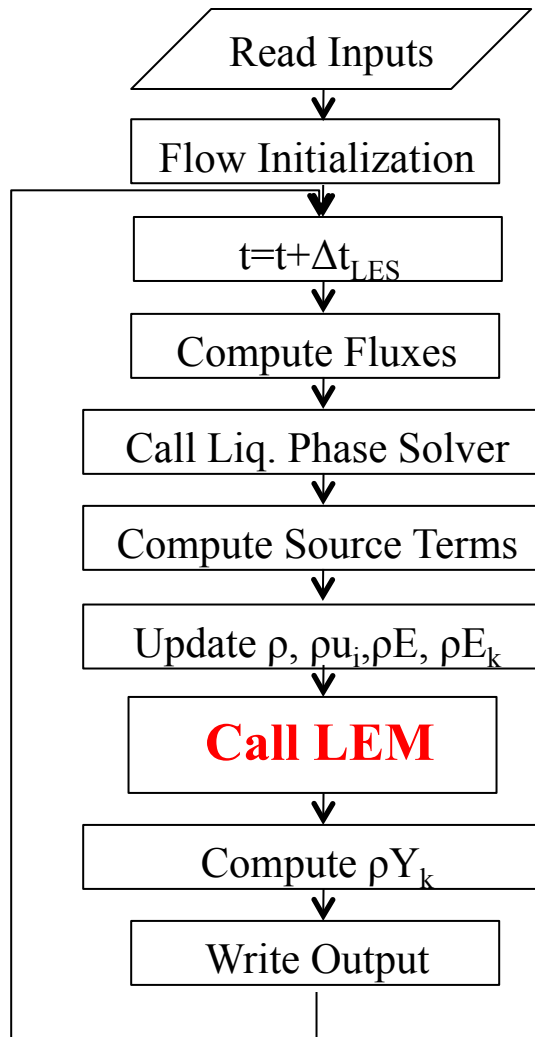 Read Inputs
Flow Initialization
t=t+Δt_LES
Compute Fluxes
Call Liq. Phase Solver
Compute Source Terms
Update ρ, ρu_i,ρE, ρE_k
Call LEM
Compute ρY_k
Write Output